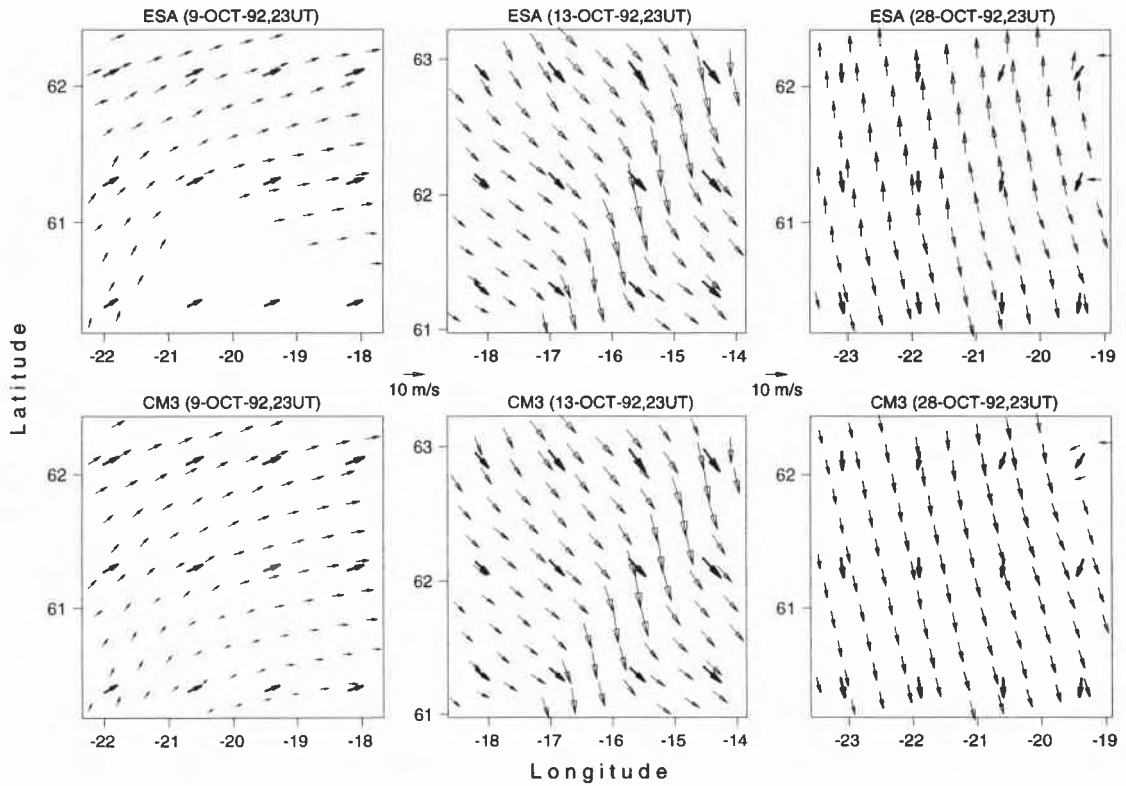 ESA (9-OCT-92,23UT)
ESA (13-OCT-92,23UT)
ESA (28-OCT-92,23UT)
62
61
63
62
61
62
61
-22 -21 -20 -19 -18
-18 -17 -16 -15 -14
-23 -22 -21 -20 -19
10 m/s
10 m/s
Latitude
CM3 (9-OCT-92,23UT)
CM3 (13-OCT-92,23UT)
CM3 (28-OCT-92,23UT)
62
61
63
62
61
62
61
-22 -21 -20 -19 -18
-18 -17 -16 -15 -14
-23 -22 -21 -20 -19
Longitude